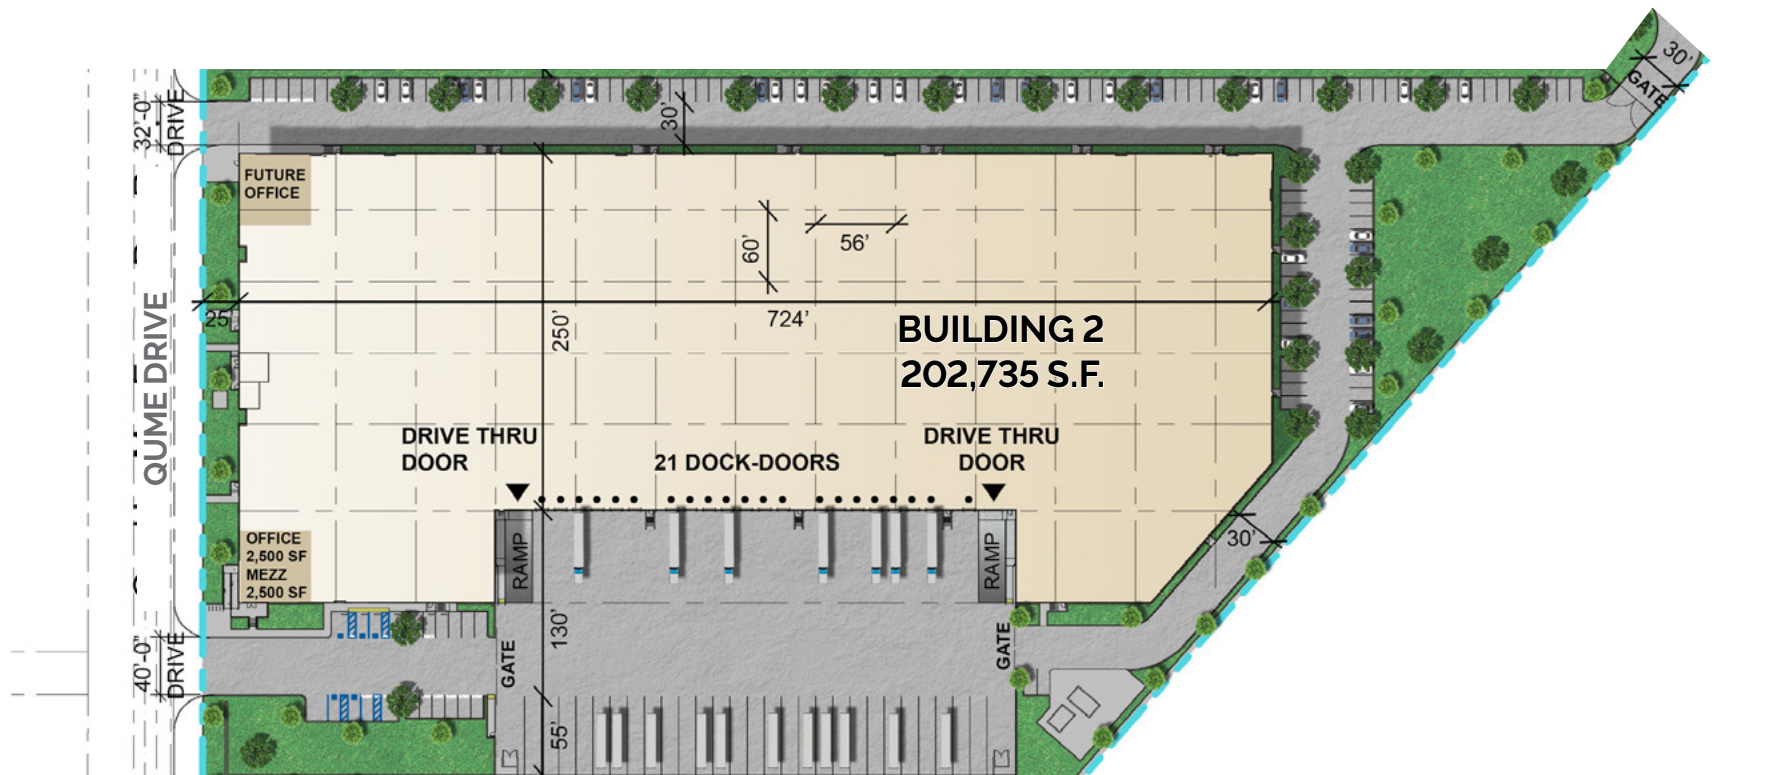 30'
GATE
32'-0"
DRIVE
30'
FUTURE
OFFICE
60'
56'
25'
724'
250'
BUILDING 2
202,735 S.F.
QUME DRIVE
DRIVE THRU
DOOR
21 DOCK-DOORS
DRIVE THRU
DOOR
OFFICE
2,500 SF
MEZZ
2,500 SF
RAMP
RAMP
30'
130'
GATE
GATE
40'-0"
DRIVE
55'